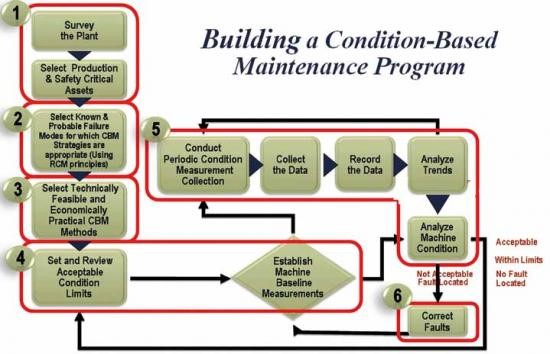 Building a Condition-Based
Maintenance Program
1
Survey
the Plant
Select Production
& Safety Critical
Assets
2
Select Known &
Probable Failure
Modes for which CBM
Strategies are
appropriate (Using
RCM principles)
3
Select Technically
Feasible and
Economically
Practical CBM
Methods
4
Set and Review
Acceptable
Condition
Limits
Establish
Machine
Baseline
Measurements
5
Conduct
Periodic Condition
Measurement
Collection
Collect
the Data
Record
the Data
Analyze
Trends
Analyze
Machine
Condition
Acceptable
Within Limits
No Fault
Located
Not Acceptable
Fault Located
6
Correct
Faults